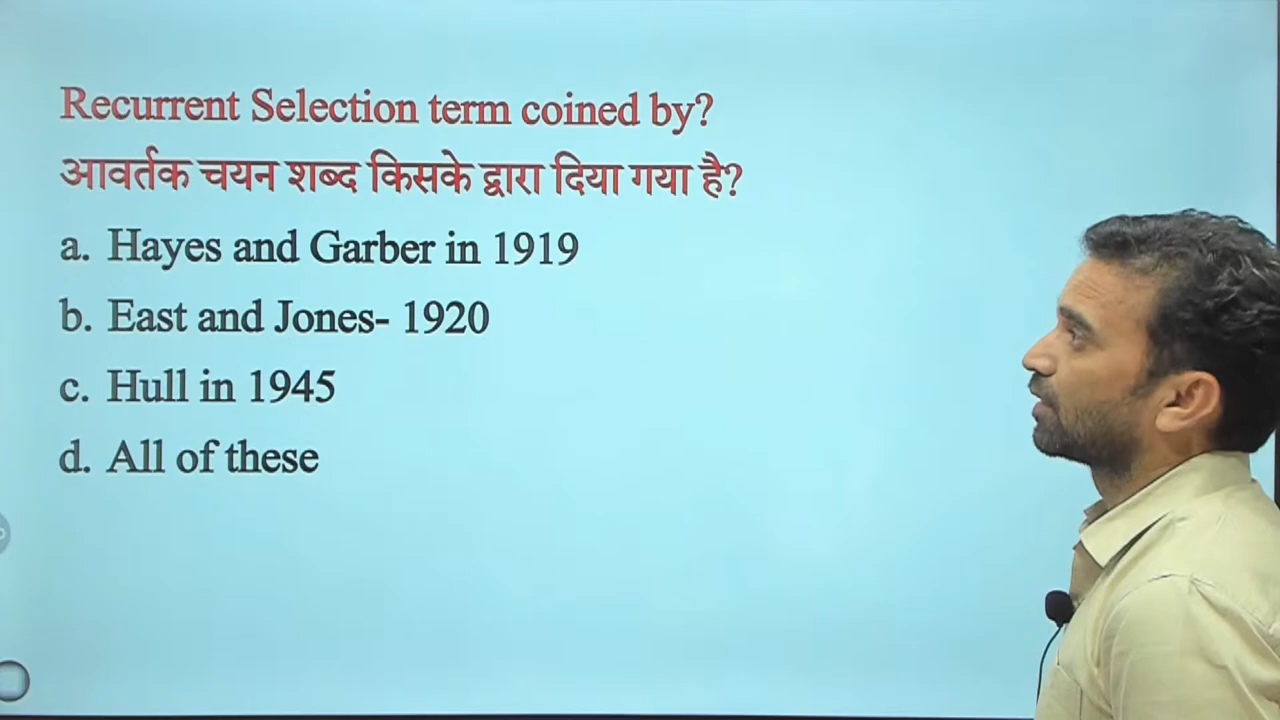 Recurrent Selection term coined by?
आवर्तक चयन शब्द किसके द्वारा दिया गया है?
a. Hayes and Garber in 1919
b. East and Jones- 1920
c. Hull in 1945
d. All of these